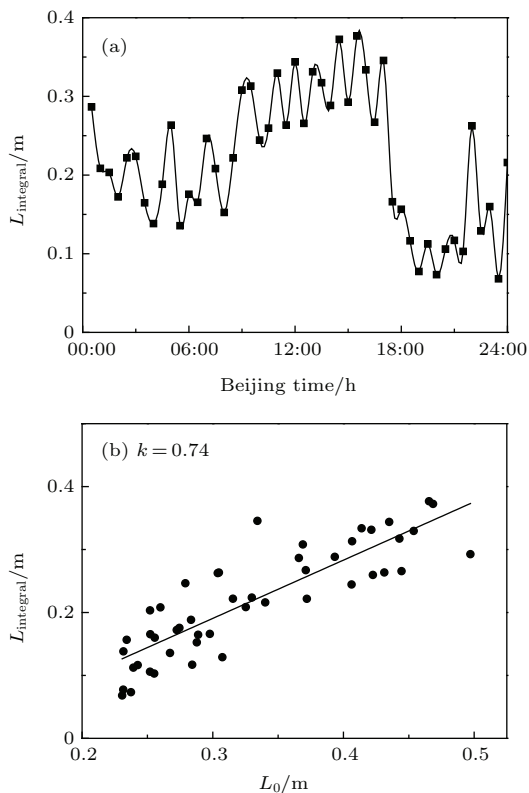 (a)
0.4
0.3
0.2
0.1
0
L_integral/m
00:00 06:00 12:00 18:00 24:00
Beijing time/h
(b) k = 0.74
0.4
0.2
0
L_integral/m
0.2 0.3 0.4 0.5
L_0/m